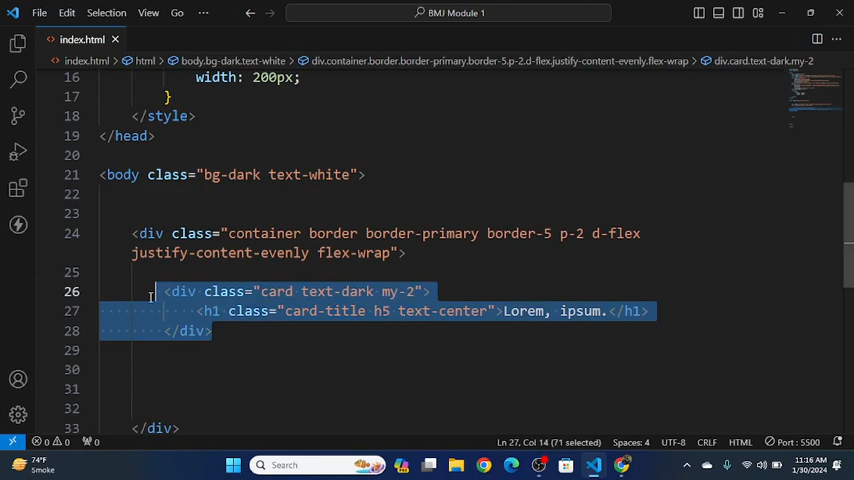 File Edit Selection View Go ··· BMJ Module 1
index.html
index.html > html > body.bg-dark.text-white > div.container.border.border-primary.border-5.p-2.d-flex.justify-content-evenly.flex-wrap > div.card.text-dark.my-2
16 width: 200px;
17 }
18 </style>
19 </head>
20
21 <body class="bg-dark text-white">
22
23
24 <div class="container border border-primary border-5 p-2 d-flex
justify-content-evenly flex-wrap">
25
26 <div class="card text-dark my-2">
27 <h1 class="card-title h5 text-center">Lorem, ipsum.</h1>
28 </div>
29
30
31
32
33 </div>
0 0 0 Ln 27, Col 14 (71 selected) Spaces: 4 UTF-8 CRLF HTML Port : 5500
74°F
Smoke
Search
11:16 AM
1/30/2024